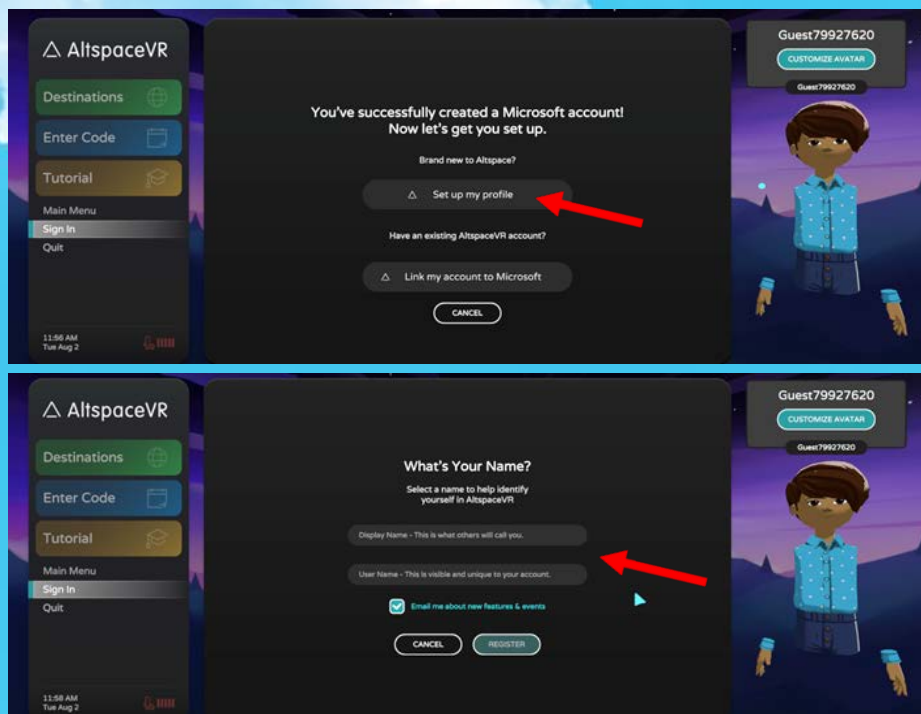 AltspaceVR
Destinations
Enter Code
Tutorial
Main Menu
Sign In
Quit
11:56 AM
Tue Aug 2
You've successfully created a Microsoft account!
Now let's get you set up.
Brand new to Altspace?
Set up my profile
Have an existing AltspaceVR account?
Link my account to Microsoft
CANCEL
Guest79927620
CUSTOMIZE AVATAR
Guest79927620
AltspaceVR
Destinations
Enter Code
Tutorial
Main Menu
Sign In
Quit
11:58 AM
Tue Aug 2
What's Your Name?
Select a name to help identify
yourself in AltspaceVR
Display Name - This is what others will call you.
User Name - This is visible and unique to your account.
Email me about new features & events
CANCEL
REGISTER
Guest79927620
CUSTOMIZE AVATAR
Guest79927620